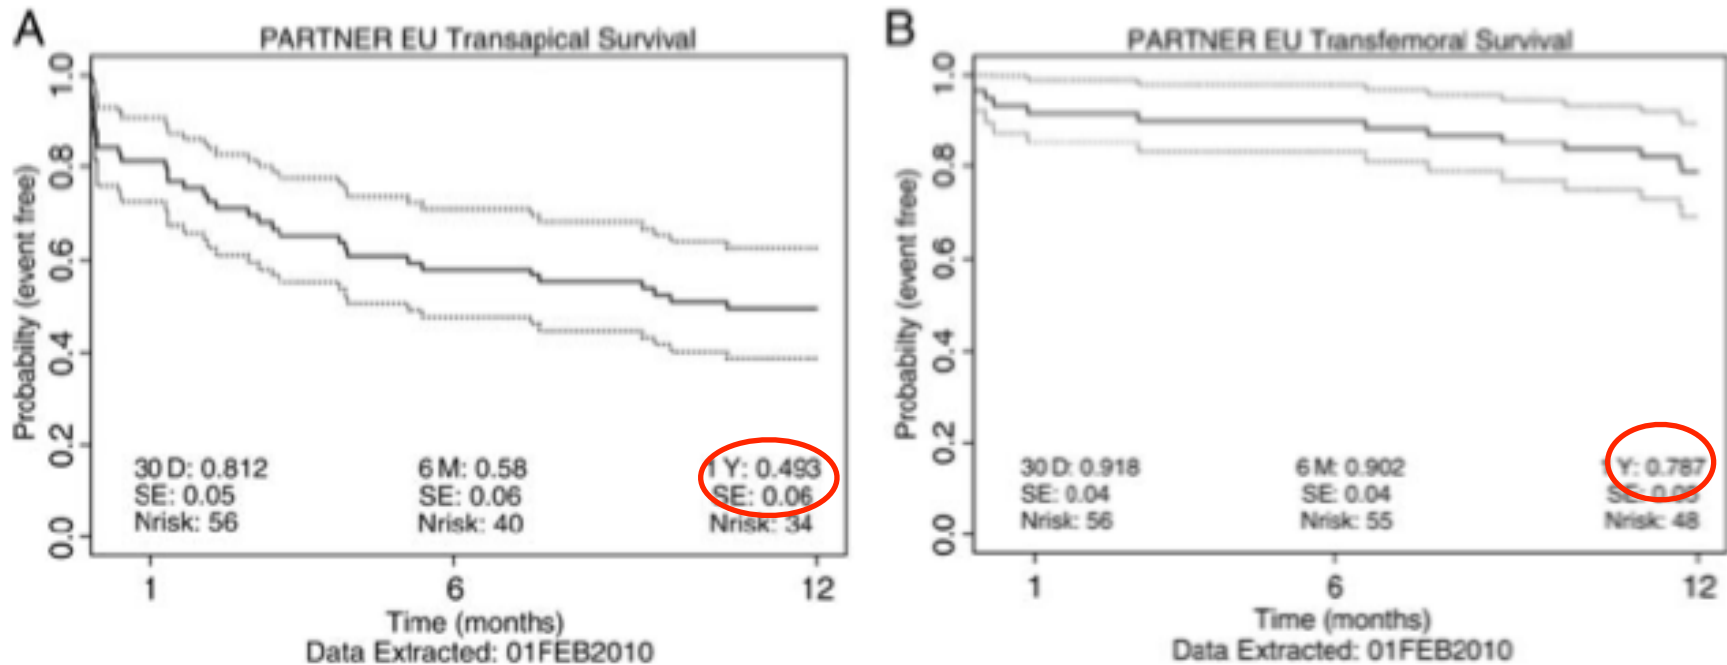 A
PARTNER EU Transapical Survival
Probabilty (event free)
1.0
0.8
0.6
0.4
0.2
0.0
30 D: 0.812
SE: 0.05
Nrisk: 56
6 M: 0.58
SE: 0.06
Nrisk: 40
1 Y: 0.493
SE: 0.06
Nrisk: 34
1
6
12
Time (months)
Data Extracted: 01FEB2010
B
PARTNER EU Transfemoral Survival
Probabilty (event free)
1.0
0.8
0.6
0.4
0.2
0.0
30 D: 0.918
SE: 0.04
Nrisk: 56
6 M: 0.902
SE: 0.04
Nrisk: 55
Y: 0.787
SE:
Nrisk: 48
1
6
12
Time (months)
Data Extracted: 01FEB2010